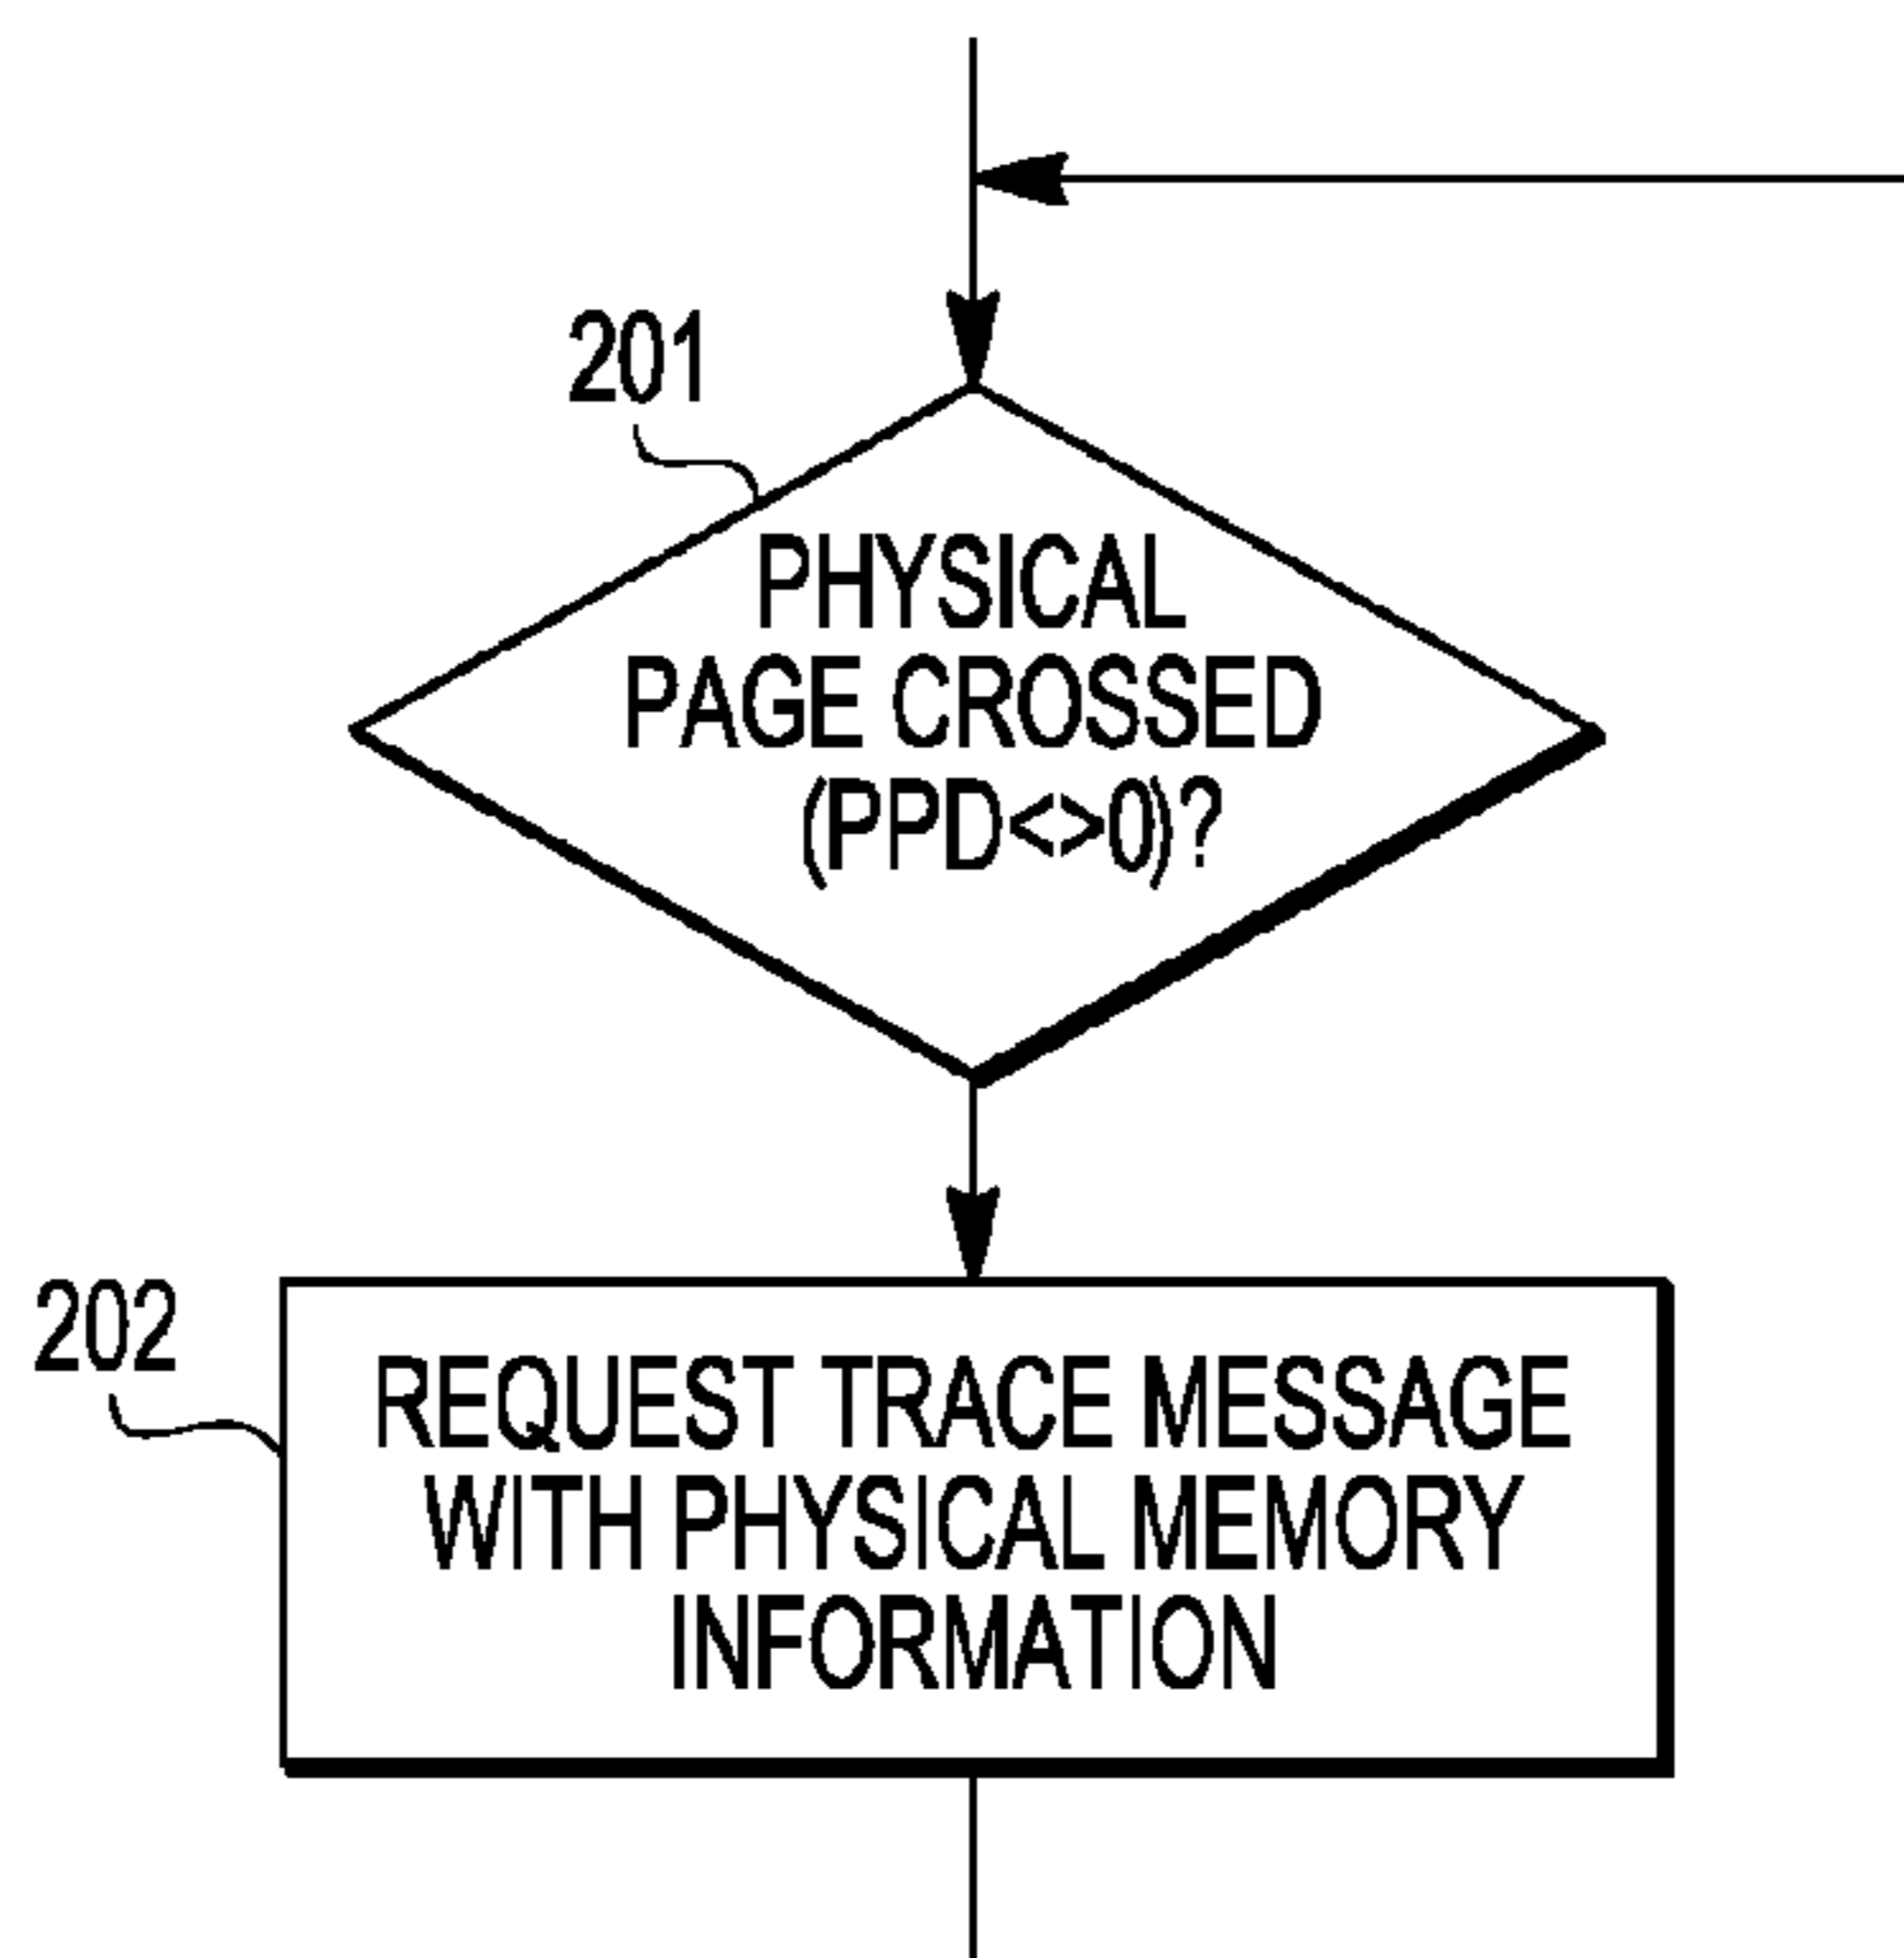 201
PHYSICAL
PAGE CROSSED
(PPD<>0)?
202
REQUEST TRACE MESSAGE
WITH PHYSICAL MEMORY
INFORMATION